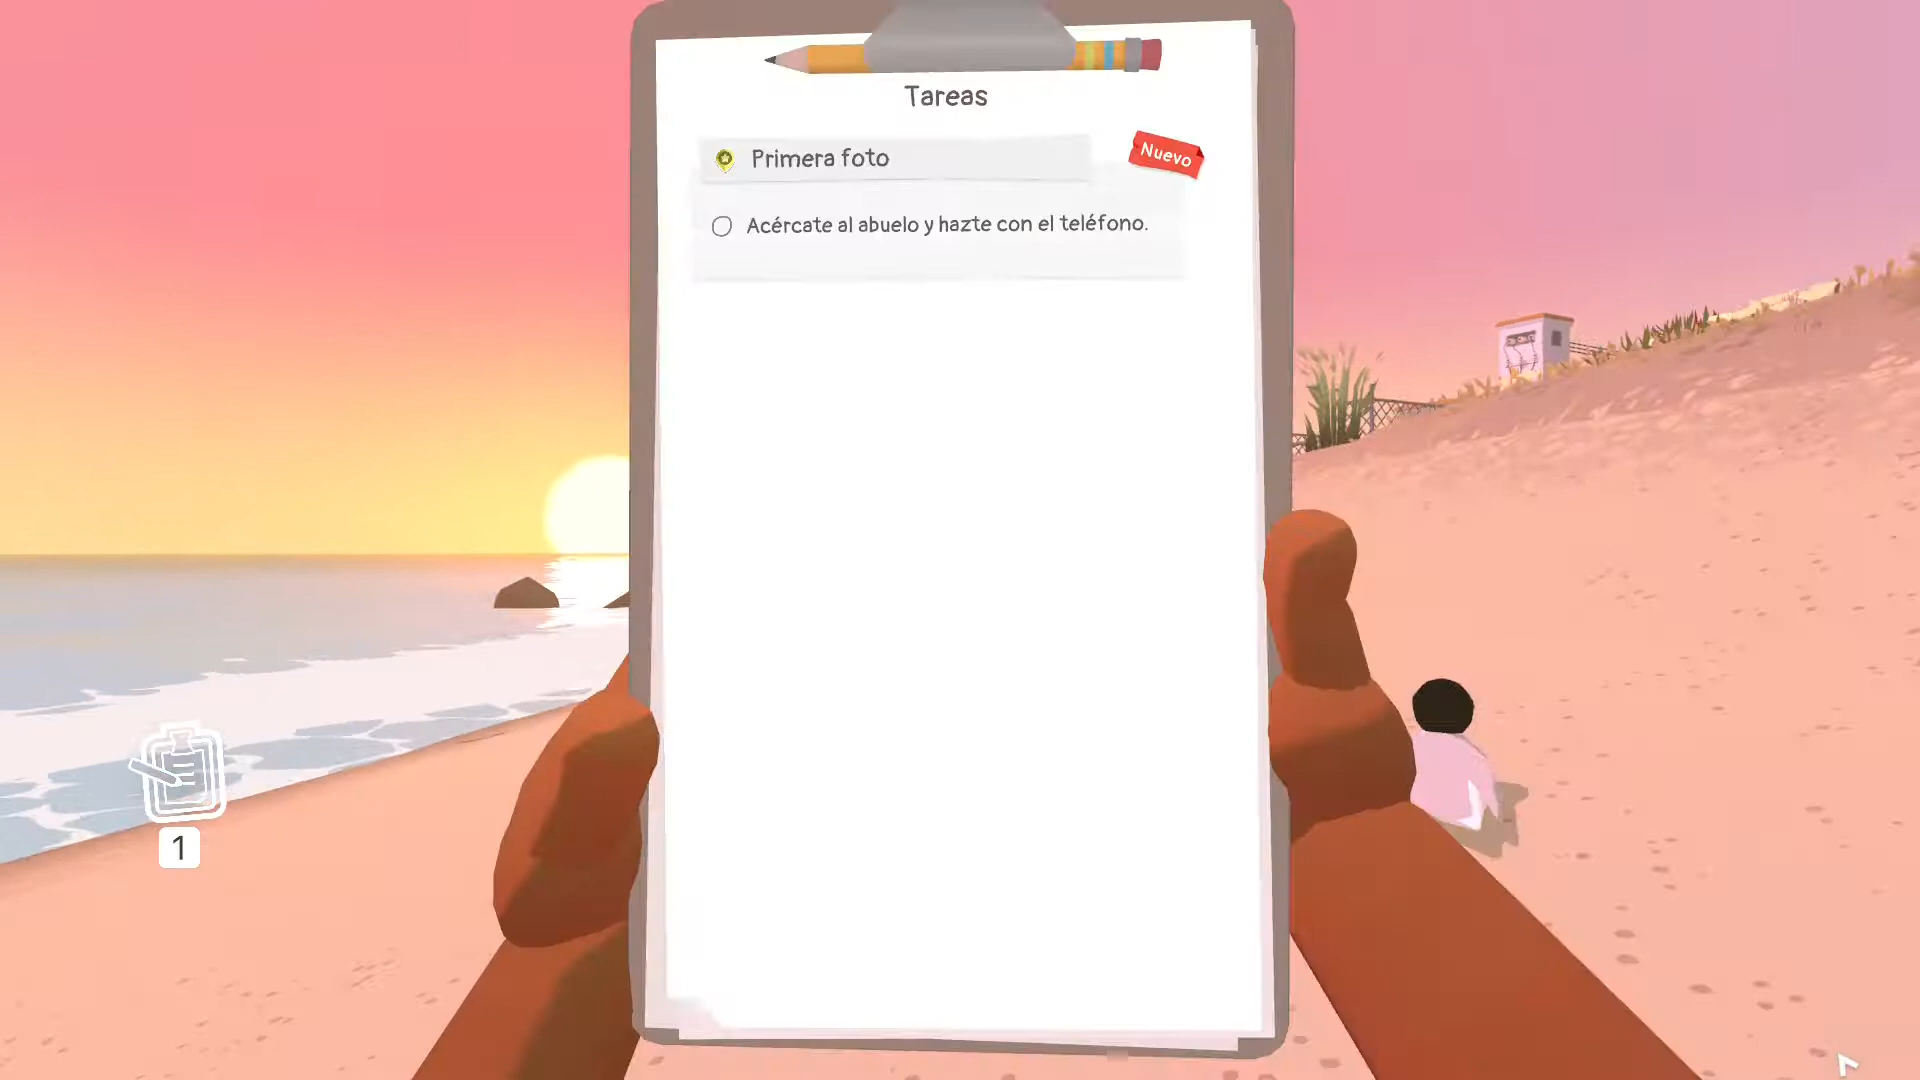 Tareas
Primera foto
Nuevo
Acércate al abuelo y hazte con el teléfono.
1